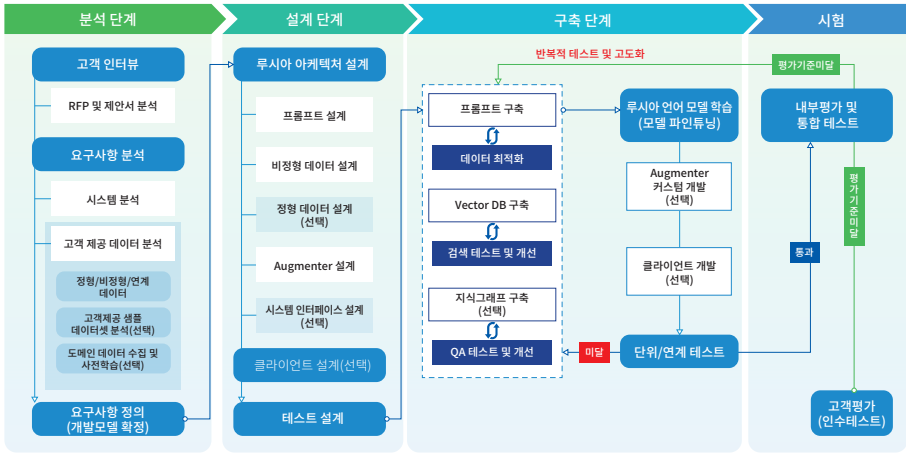 분석 단계
고객 인터뷰
RFP 및 제안서 분석
요구사항 분석
시스템 분석
고객 제공 데이터 분석
정형/비정형/연계
데이터
고객제공 샘플
데이터셋 분석(선택)
도메인 데이터 수집 및
사전학습(선택)
요구사항 정의
(개발모델 확정)
설계 단계
루시아 아케텍처 설계
프롬프트 설계
비정형 데이터 설계
정형 데이터 설계
(선택)
Augmenter 설계
시스템 인터페이스 설계
(선택)
클라이언트 설계(선택)
테스트 설계
구축 단계
반복적 테스트 및 고도화
프롬프트 구축
데이터 최적화
Vector DB 구축
검색 테스트 및 개선
지식그래프 구축
(선택)
QA 테스트 및 개선
루시아 언어 모델 학습
(모델 파인튜닝)
Augmenter
커스텀 개발
(선택)
클라이언트 개발
(선택)
미달
단위/연계 테스트
시험
평가기준미달
내부평가 및
통합 테스트
평가기준미달
통과
고객평가
(인수테스트)